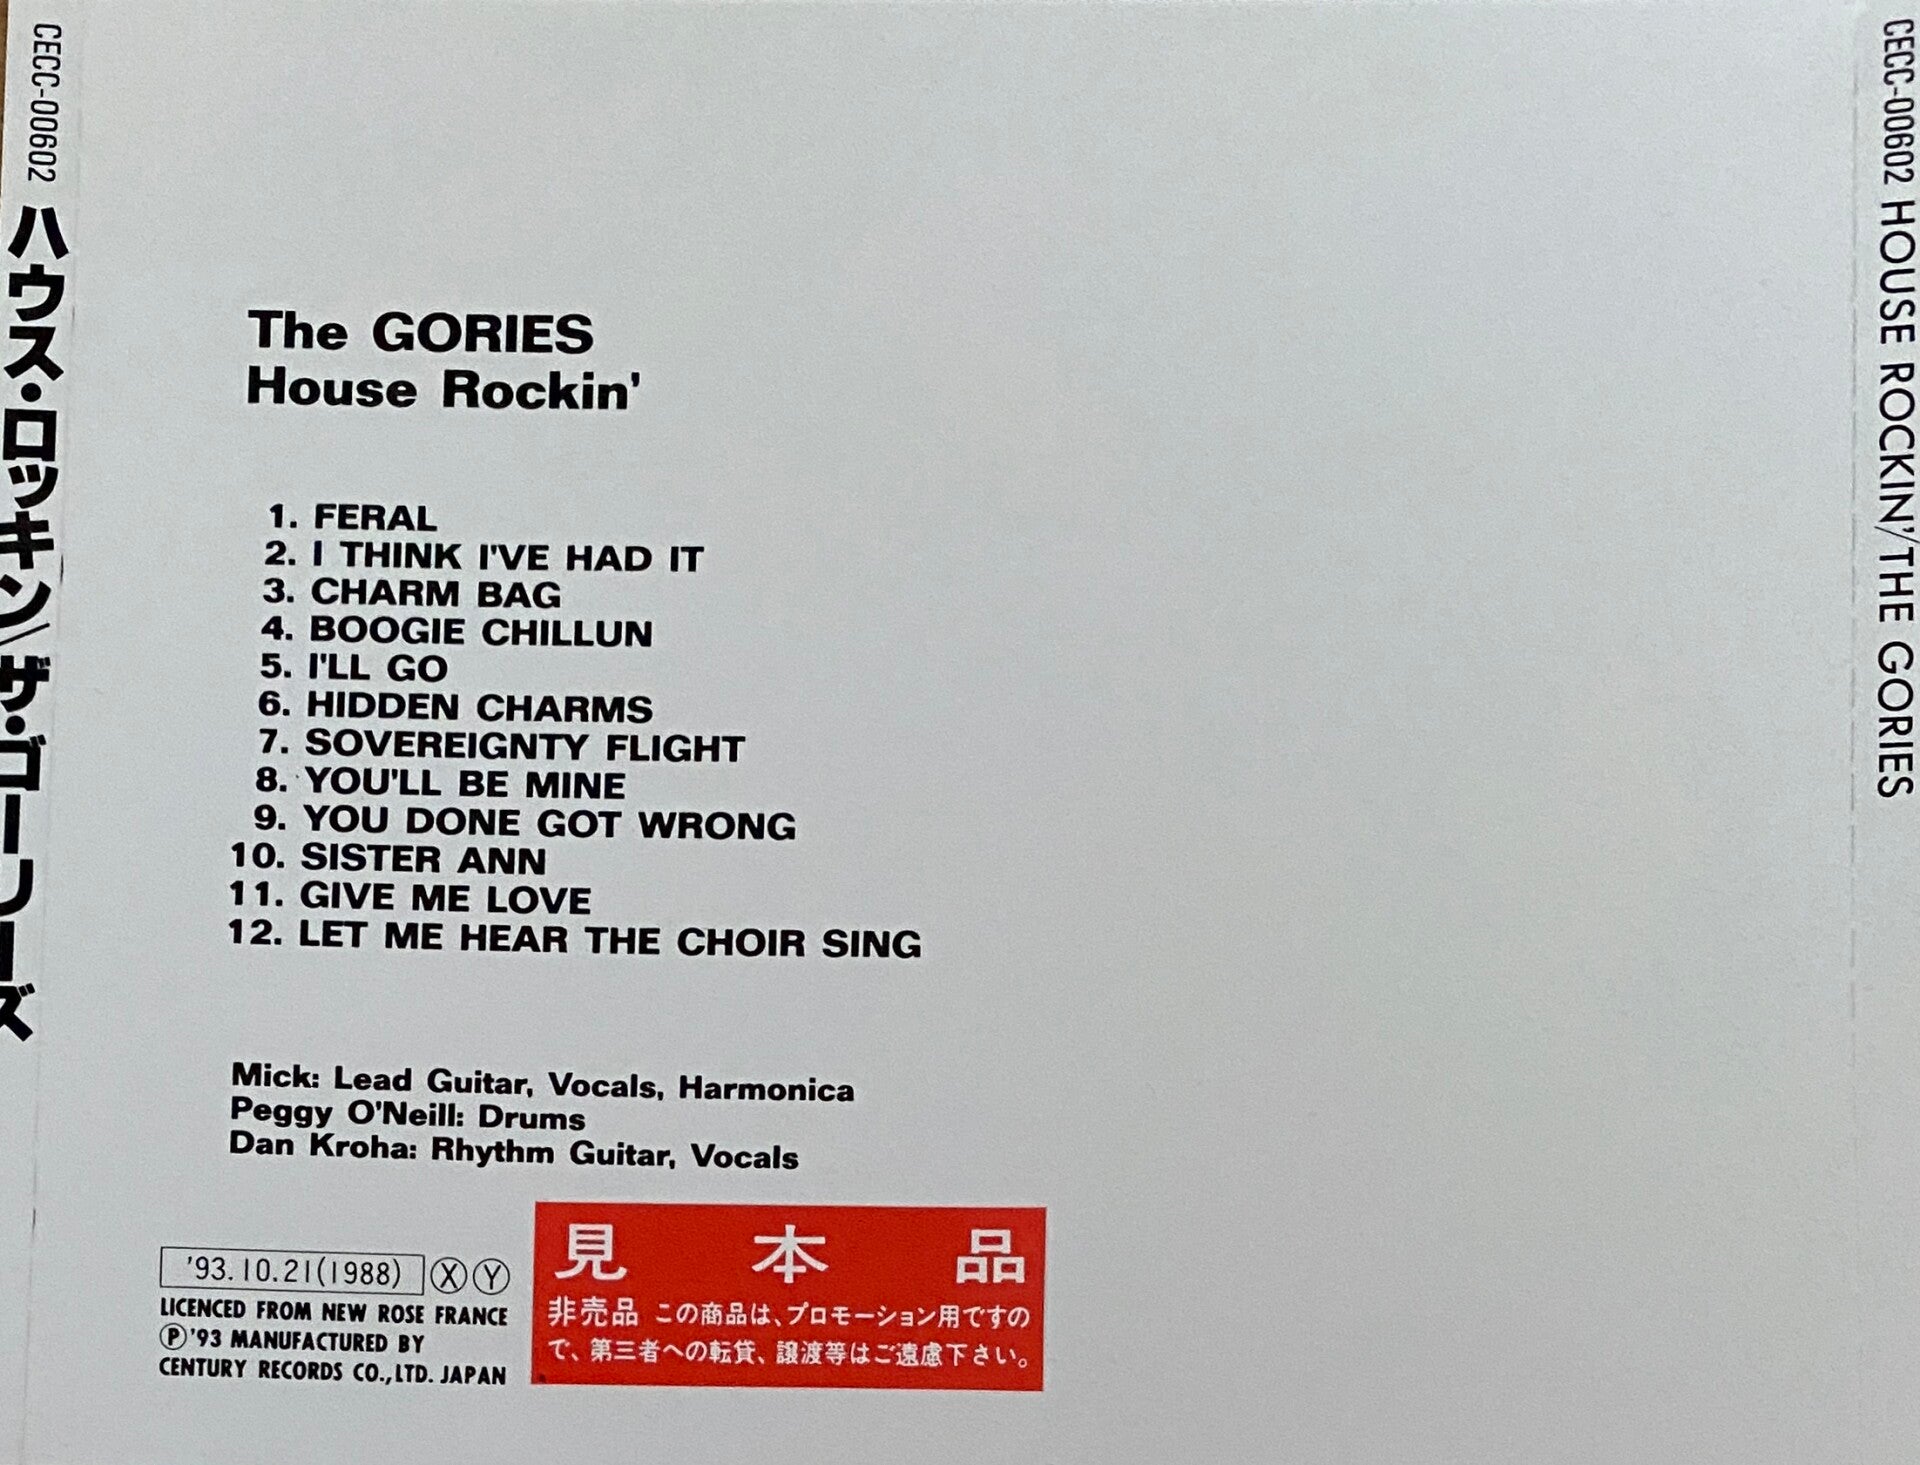 CECC-00602 ハウス・ロッキン/ザ・ゴーリーズ
The GORIES
House Rockin'
1. FERAL
2. I THINK I'VE HAD IT
3. CHARM BAG
4. BOOGIE CHILLUN
5. I'LL GO
6. HIDDEN CHARMS
7. SOVEREIGNTY FLIGHT
8. YOU'LL BE MINE
9. YOU DONE GOT WRONG
10. SISTER ANN
11. GIVE ME LOVE
12. LET ME HEAR THE CHOIR SING
Mick: Lead Guitar, Vocals, Harmonica
Peggy O'Neill: Drums
Dan Kroha: Rhythm Guitar, Vocals
'93.10.21(1988) Ⓧ Ⓨ
LICENCED FROM NEW ROSE FRANCE
Ⓟ'93 MANUFACTURED BY
CENTURY RECORDS CO.,LTD. JAPAN
見本品
非売品 この商品は、プロモーション用ですの
で、第三者への転貸、譲渡等はご遠慮下さい。
CECC-00602 HOUSE ROCKIN'/THE GORIES